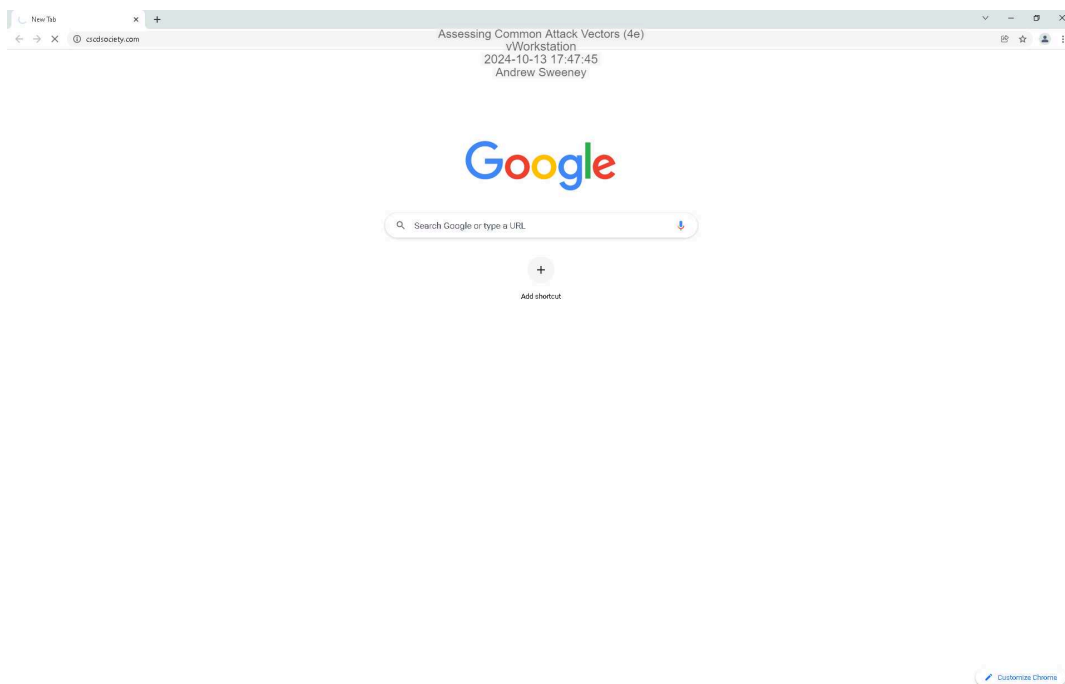 New Tab
cscdsociety.com
Assessing Common Attack Vectors (4e)
vWorkstation
2024-10-13 17:47:45
Andrew Sweeney
Google
Search Google or type a URL
Add shortcut
Customize Chrome